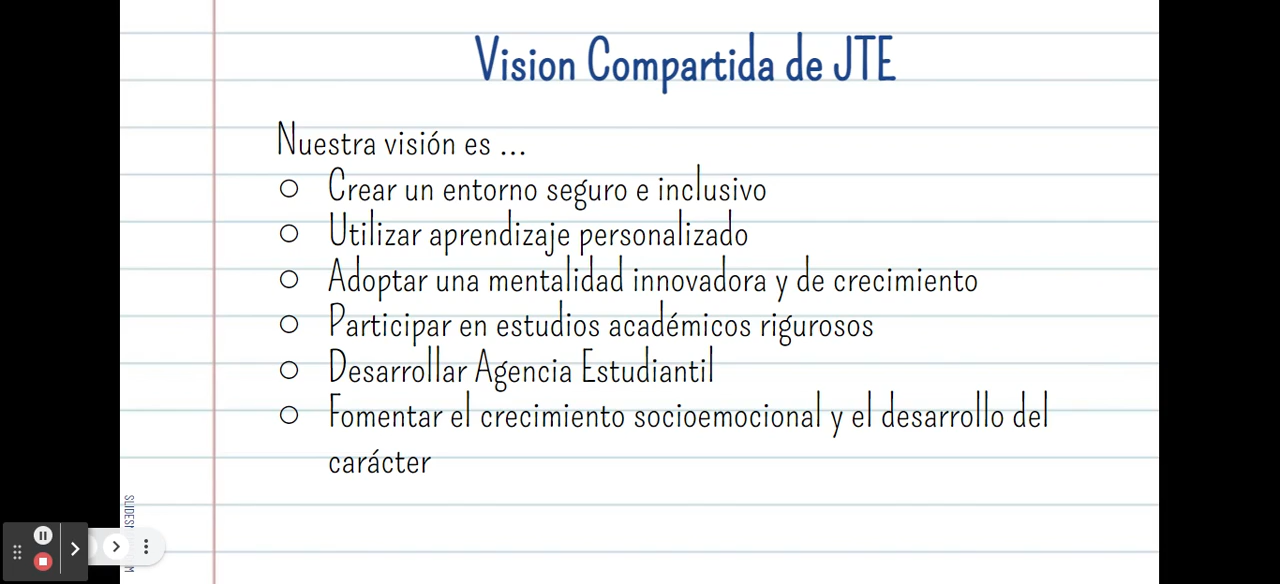 Vision Compartida de JTE
Nuestra visión es ...
Crear un entorno seguro e inclusivo
Utilizar aprendizaje personalizado
Adoptar una mentalidad innovadora y de crecimiento
Participar en estudios académicos rigurosos
Desarrollar Agencia Estudiantil
Fomentar el crecimiento socioemocional y el desarrollo del
carácter